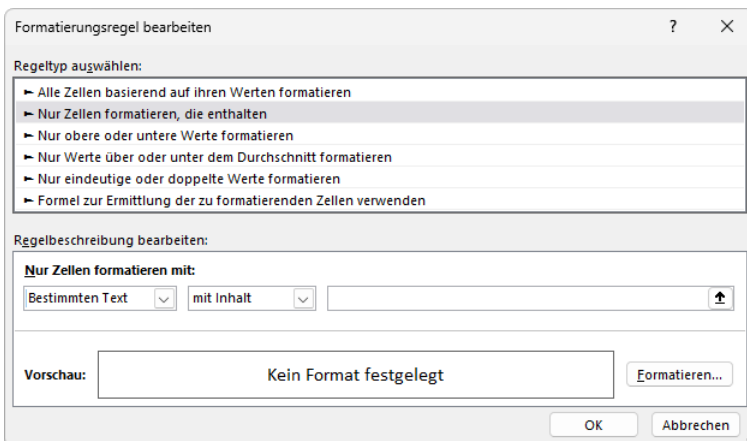 Formatierungsregel bearbeiten ?
Regeltyp auswählen:
► Alle Zellen basierend auf ihren Werten formatieren
► Nur Zellen formatieren, die enthalten
► Nur obere oder untere Werte formatieren
► Nur Werte über oder unter dem Durchschnitt formatieren
► Nur eindeutige oder doppelte Werte formatieren
► Formel zur Ermittlung der zu formatierenden Zellen verwenden
Regelbeschreibung bearbeiten:
Nur Zellen formatieren mit:
Bestimmten Text mit Inhalt
Vorschau: Kein Format festgelegt Formatieren...
OK Abbrechen